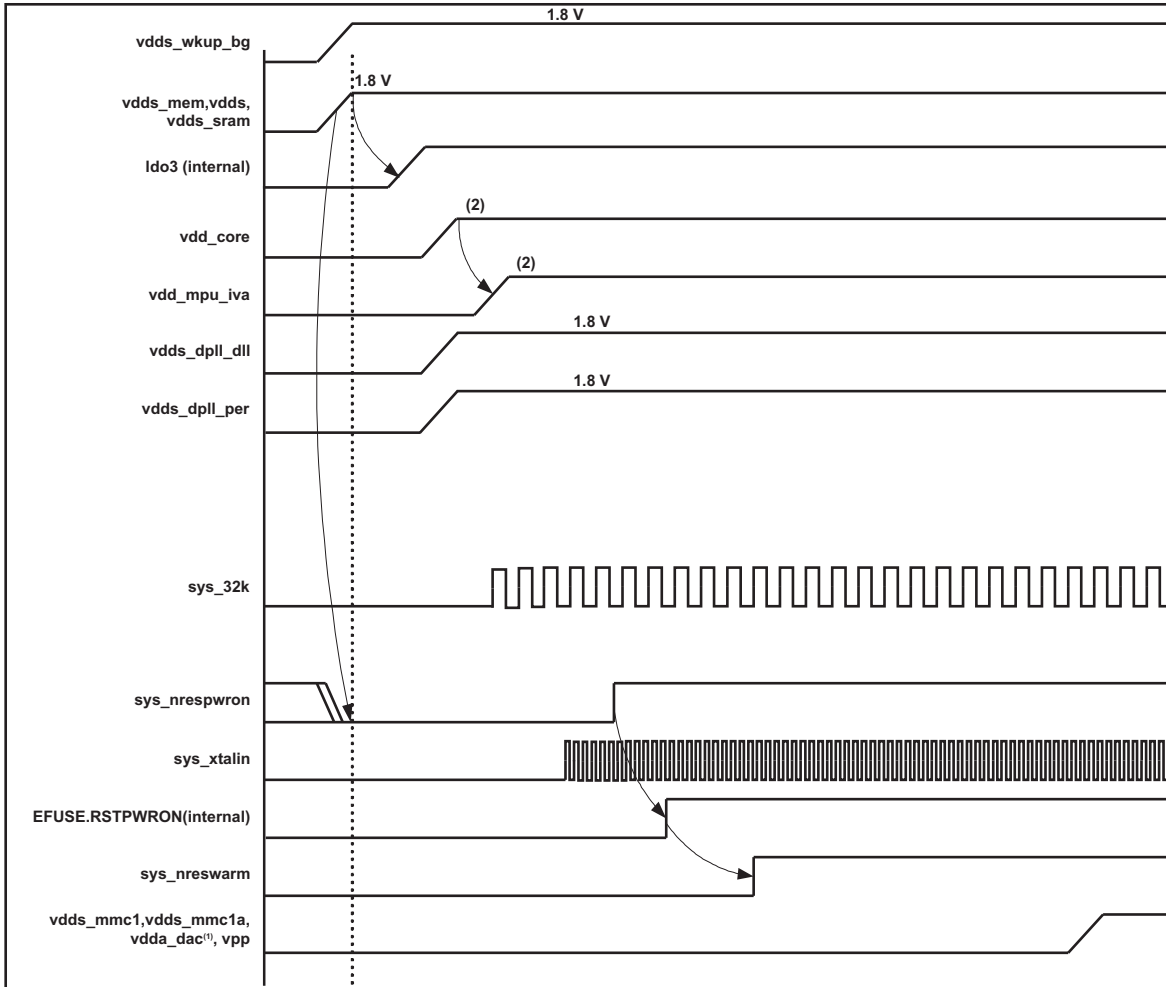 1.8 V
vdds_wkup_bg
1.8 V
vdds_mem,vdds,
vdds_sram
ldo3 (internal)
(2)
vdd_core
(2)
vdd_mpu_iva
1.8 V
vdds_dpll_dll
1.8 V
vdds_dpll_per
sys_32k
sys_nrespwron
sys_xtalin
EFUSE.RSTPWRON(internal)
sys_nreswarm
vdds_mmc1,vdds_mmc1a,
vdda_dac(1), vpp